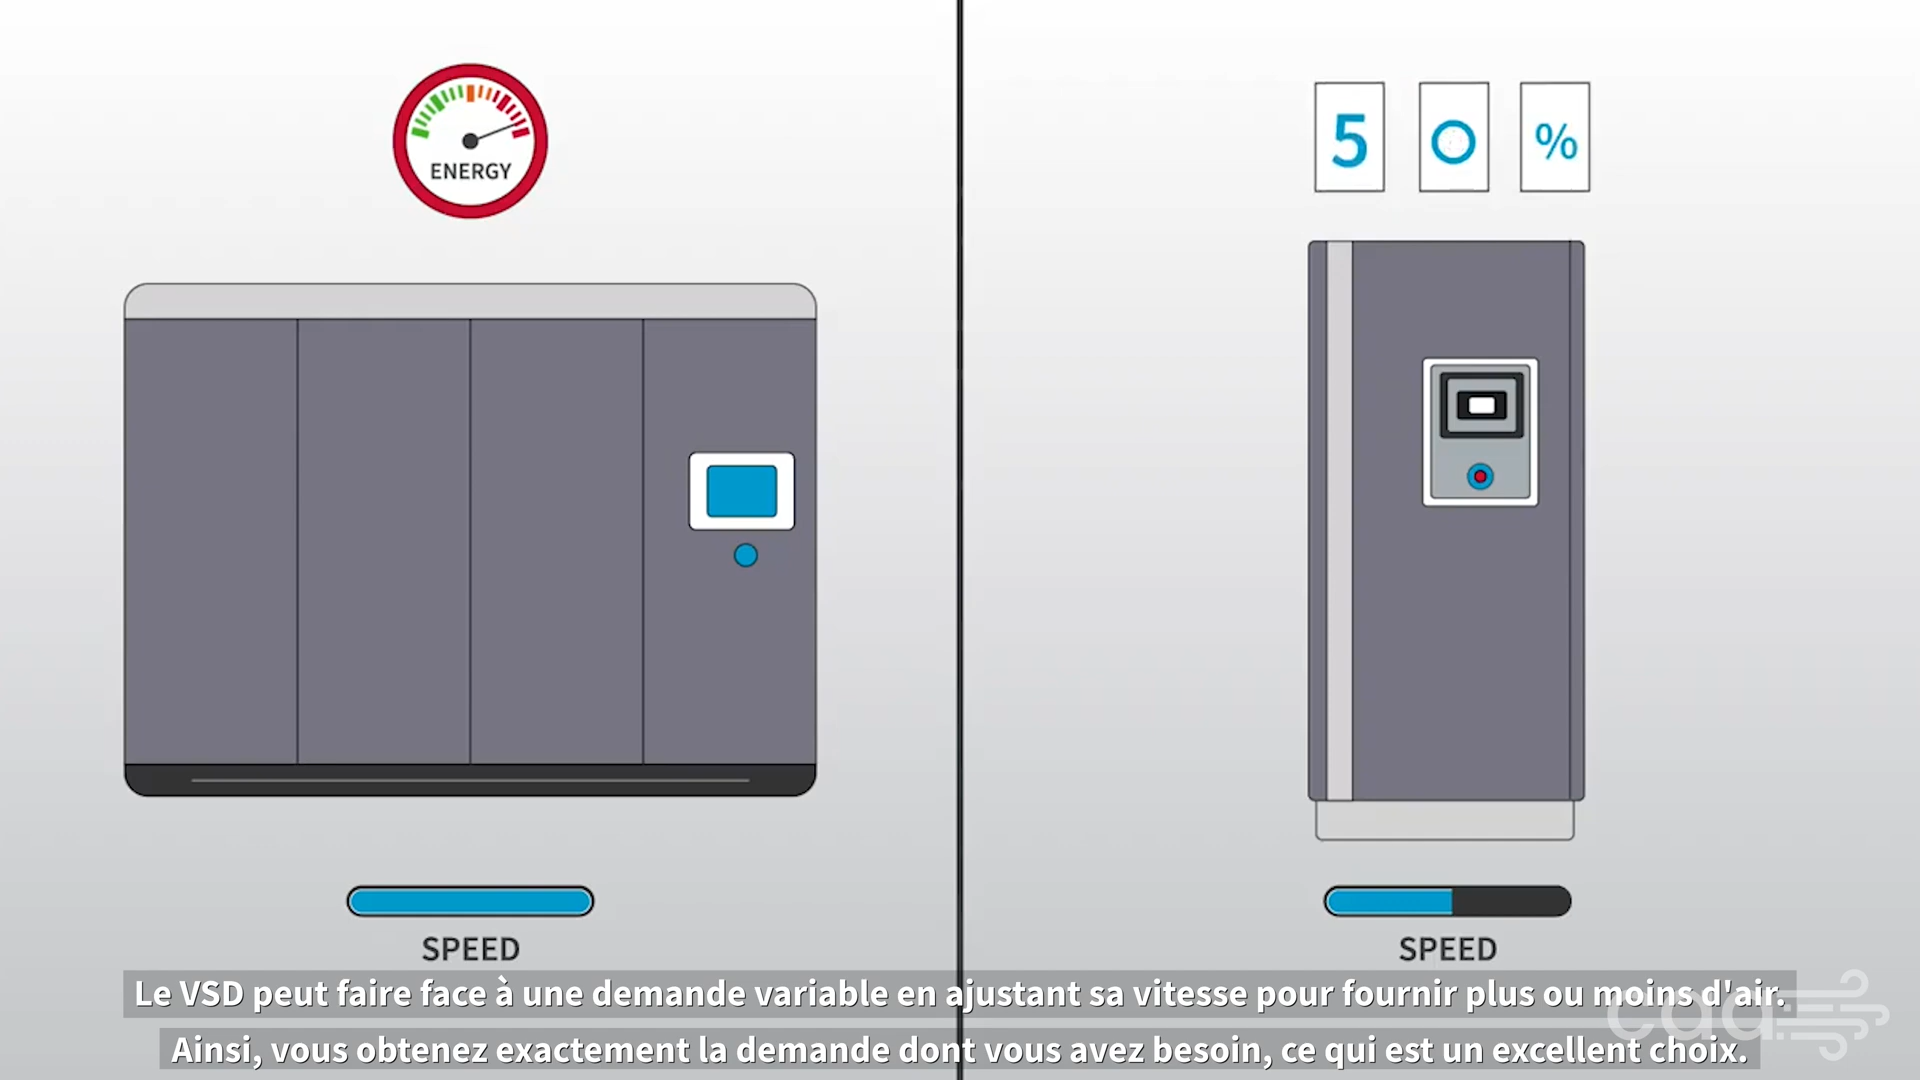 ENERGY
5 0 %
SPEED
SPEED
Le VSD peut faire face à une demande variable en ajustant sa vitesse pour fournir plus ou moins d'air.
Ainsi, vous obtenez exactement la demande dont vous avez besoin, ce qui est un excellent choix.
caa